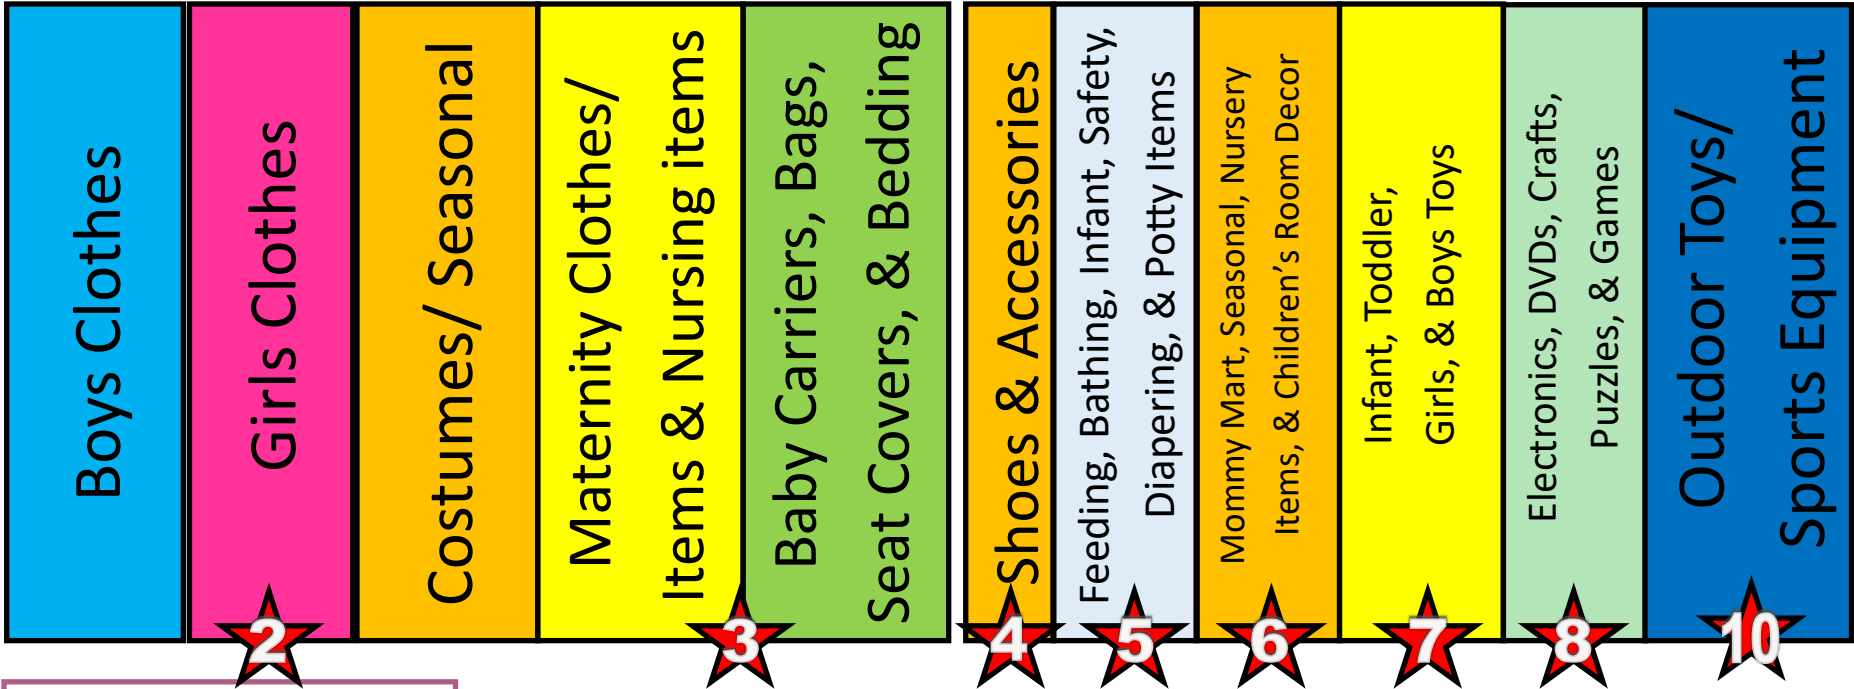 Boys Clothes
Girls Clothes
Costumes/ Seasonal
Maternity Clothes/
Items & Nursing items
Baby Carriers, Bags,
Seat Covers, & Bedding
Shoes & Accessories
Feeding, Bathing, Infant, Safety,
Diapering, & Potty Items
Mommy Mart, Seasonal, Nursery
Items, & Children’s Room Decor
Infant, Toddler,
Girls, & Boys Toys
Electronics, DVDs, Crafts,
Puzzles, & Games
Outdoor Toys/
Sports Equipment
2
3
4
5
6
7
8
10